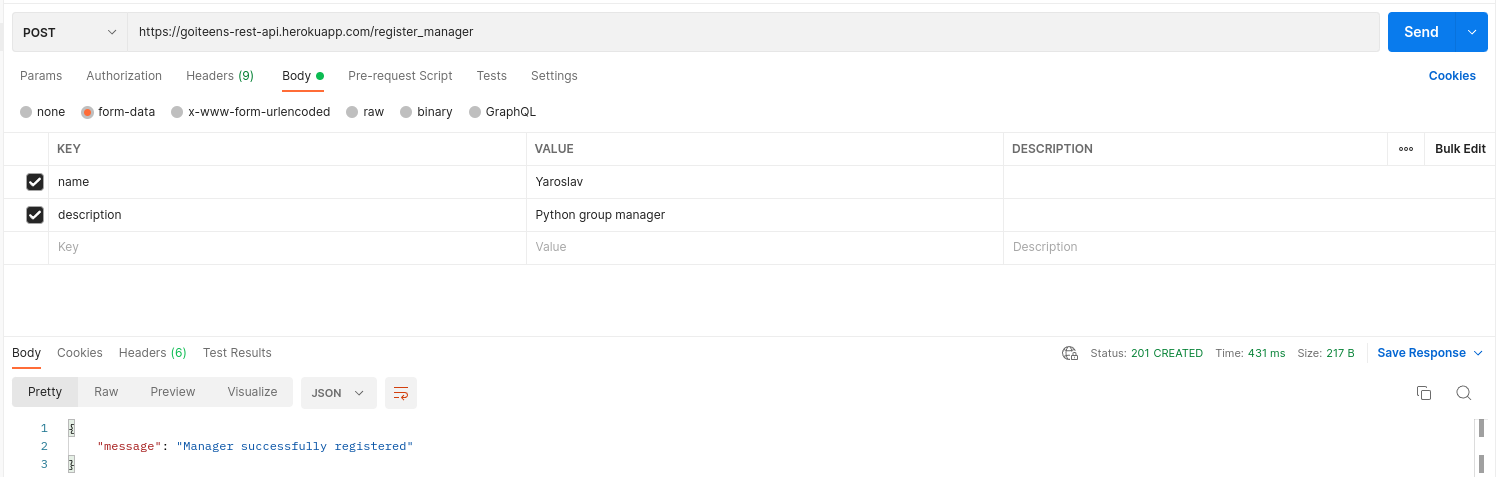 POST https://goiteens-rest-api.herokuapp.com/register_manager Send
Params Authorization Headers (9) Body Pre-request Script Tests Settings Cookies
none form-data x-www-form-urlencoded raw binary GraphQL
KEY VALUE DESCRIPTION ooo Bulk Edit
name Yaroslav
description Python group manager
Key Value Description
Body Cookies Headers (6) Test Results Status: 201 CREATED Time: 431 ms Size: 217 B Save Response
Pretty Raw Preview Visualize JSON
1 {
2 "message": "Manager successfully registered"
3 }